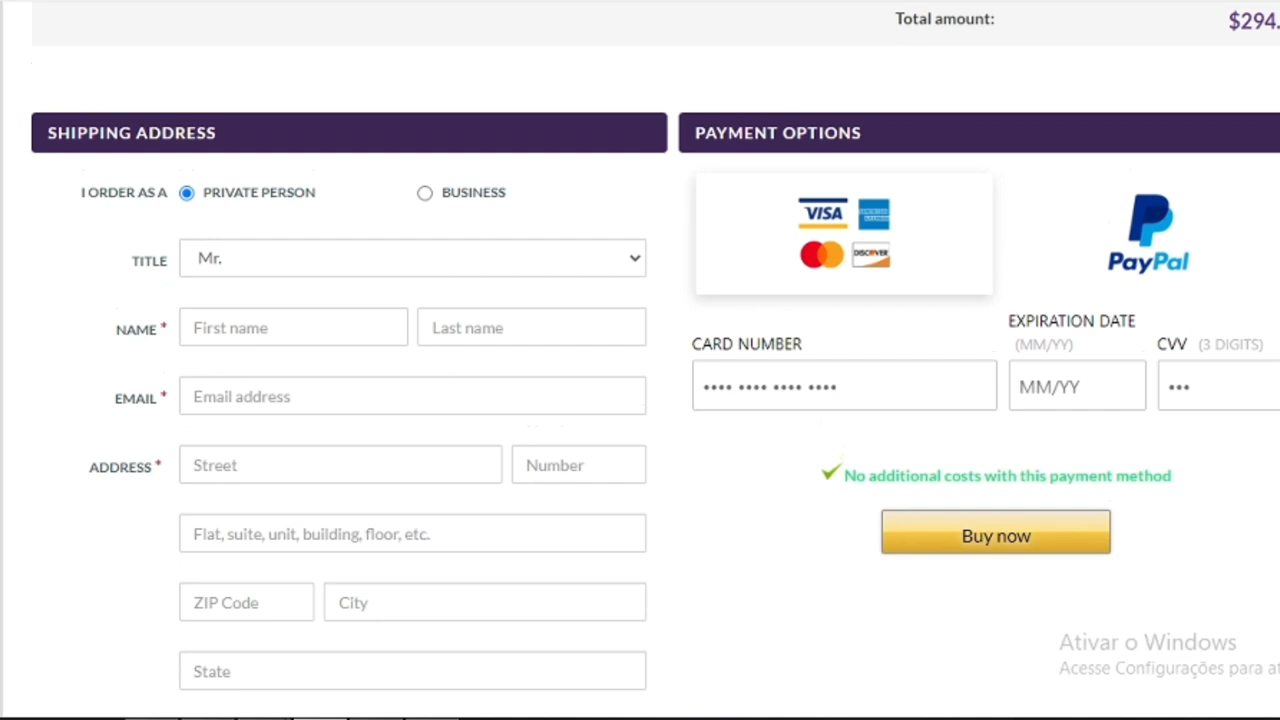 Total amount: $294.
SHIPPING ADDRESS
PAYMENT OPTIONS
I ORDER AS A PRIVATE PERSON BUSINESS
VISA
DISCOVER
PayPal
TITLE Mr.
NAME * First name Last name
EXPIRATION DATE
CARD NUMBER (MM/YY) CVV (3 DIGITS)
•••• •••• •••• •••• MM/YY •••
EMAIL * Email address
ADDRESS * Street Number
No additional costs with this payment method
Flat, suite, unit, building, floor, etc.
Buy now
ZIP Code City
State
Ativar o Windows
Acesse Configurações para at